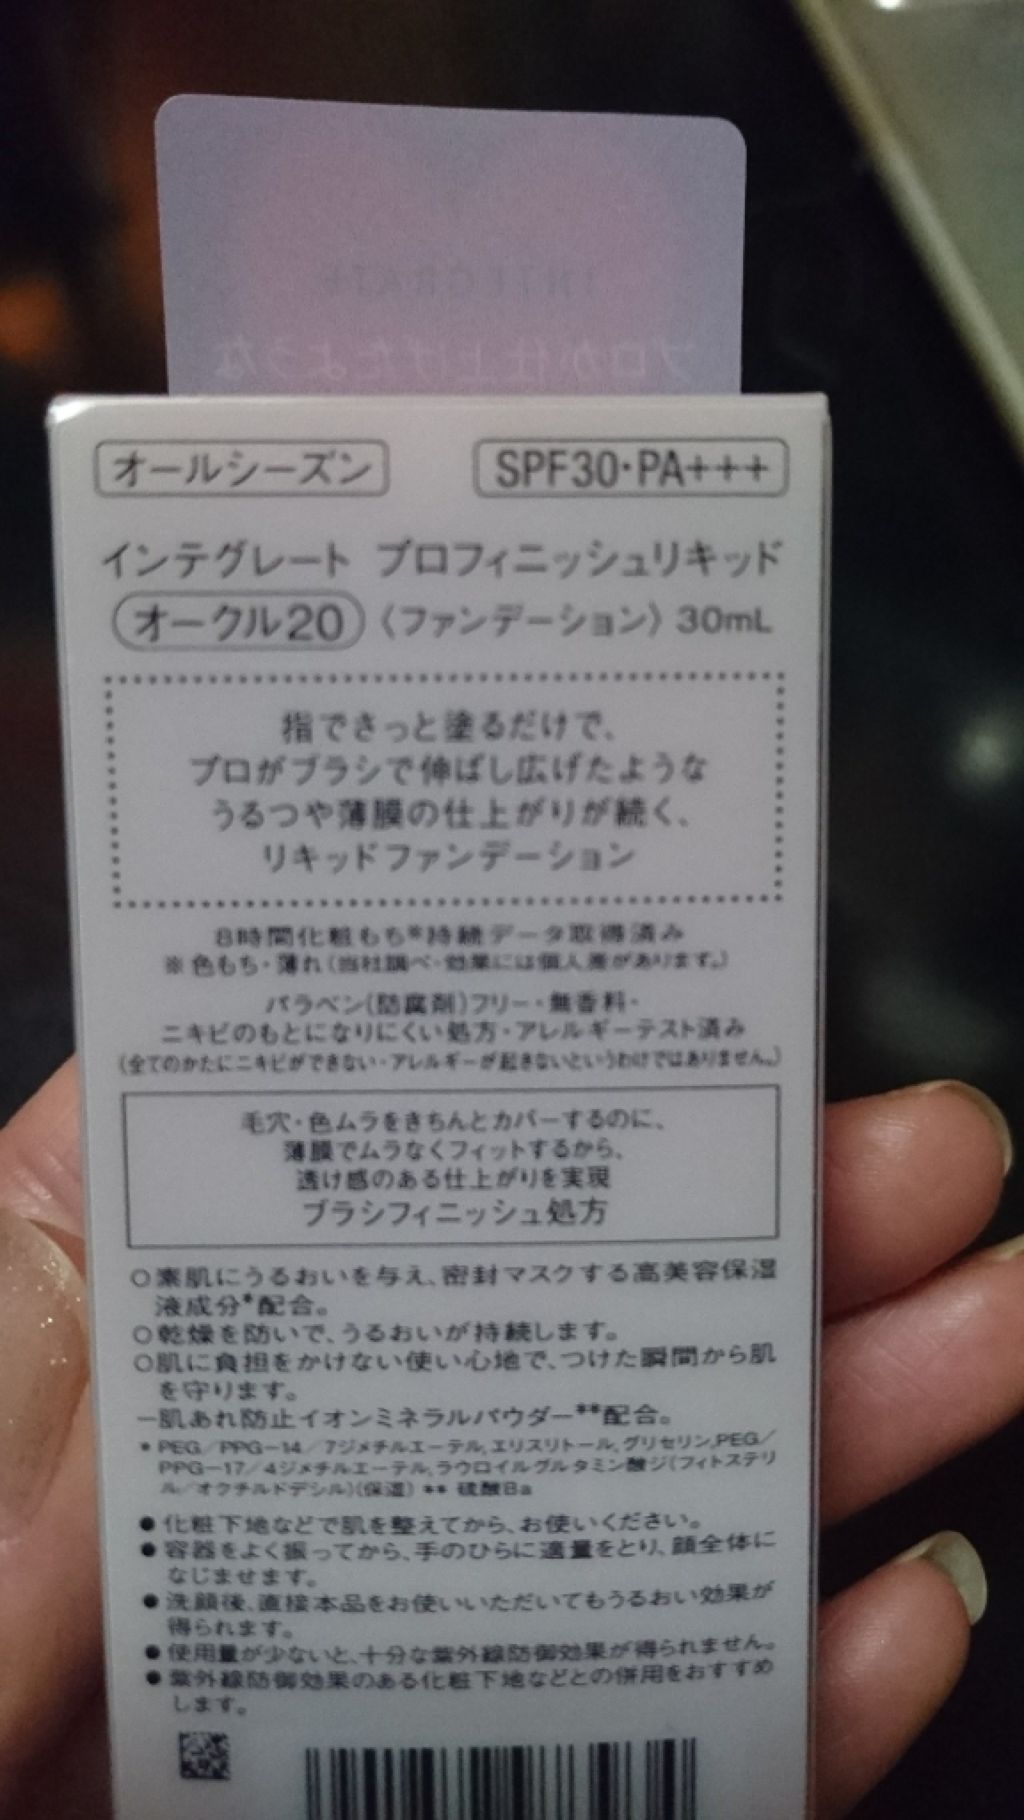 INTEGRATE
プロが仕上げたような
オールシーズン
SPF30・PA+++
インテグレート プロフィニッシュリキッド
オークル20 〈ファンデーション〉 30mL
指でさっと塗るだけで、
プロがブラシで伸ばし広げたような
うるつや薄膜の仕上がりが続く、
リキッドファンデーション
8時間化粧もち※持続データ取得済み
※色もち・薄れ(当社調べ・効果には個人差があります。)
パラベン(防腐剤)フリー・無香料・
ニキビのもとになりにくい処方・アレルギーテスト済み
(全てのかたにニキビができない・アレルギーが起きないというわけではありません。)
毛穴・色ムラをきちんとカバーするのに、
薄膜でムラなくフィットするから、
透け感のある仕上がりを実現
ブラシフィニッシュ処方
○素肌にうるおいを与え、密封マスクする高美容保湿
液成分*配合。
○乾燥を防いで、うるおいが持続します。
○肌に負担をかけない使い心地で、つけた瞬間から肌
を守ります。
－肌あれ防止イオンミネラルパウダー**配合。
* PEG／PPG－14／7ジメチルエーテル,エリスリトール,グリセリン,PEG／
PPG－17／4ジメチルエーテル,ラウロイルグルタミン酸ジ(フィトステリ
ル／オクチルドデシル)(保湿) ** 硫酸Ba
● 化粧下地などで肌を整えてから、お使いください。
● 容器をよく振ってから、手のひらに適量をとり、顔全体に
なじませます。
● 洗顔後、直接本品をお使いいただいてもうるおい効果が
得られます。
● 使用量が少ないと、十分な紫外線防御効果が得られません。
● 紫外線防御効果のある化粧下地などとの併用をおすすめ
します。